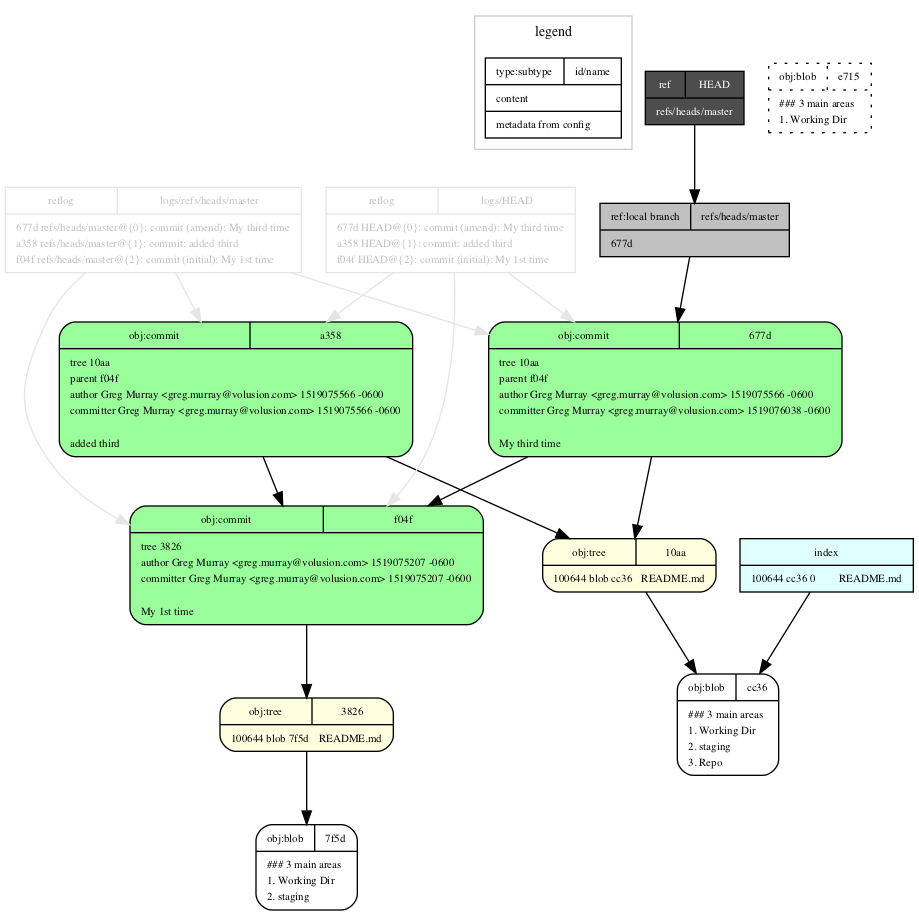 legend
type:subtype id/name
content
metadata from config
ref HEAD
refs/heads/master
obj:blob e715
### 3 main areas
1. Working Dir
reflog logs/refs/heads/master
677d refs/heads/master@{0}: commit (amend): My third time
a358 refs/heads/master@{1}: commit: added third
f04f refs/heads/master@{2}: commit (initial): My 1st time
reflog logs/HEAD
677d HEAD@{0}: commit (amend): My third time
a358 HEAD@{1}: commit: added third
f04f HEAD@{2}: commit (initial): My 1st time
ref:local branch refs/heads/master
677d
obj:commit a358
tree 10aa
parent f04f
author Greg Murray <greg.murray@volusion.com> 1519075566 -0600
committer Greg Murray <greg.murray@volusion.com> 1519075566 -0600
added third
obj:commit 677d
tree 10aa
parent f04f
author Greg Murray <greg.murray@volusion.com> 1519075566 -0600
committer Greg Murray <greg.murray@volusion.com> 1519076038 -0600
My third time
obj:commit f04f
tree 3826
author Greg Murray <greg.murray@volusion.com> 1519075207 -0600
committer Greg Murray <greg.murray@volusion.com> 1519075207 -0600
My 1st time
obj:tree 10aa
100644 blob cc36 README.md
index
100644 cc36 0 README.md
obj:blob cc36
### 3 main areas
1. Working Dir
2. staging
3. Repo
obj:tree 3826
100644 blob 7f5d README.md
obj:blob 7f5d
### 3 main areas
1. Working Dir
2. staging